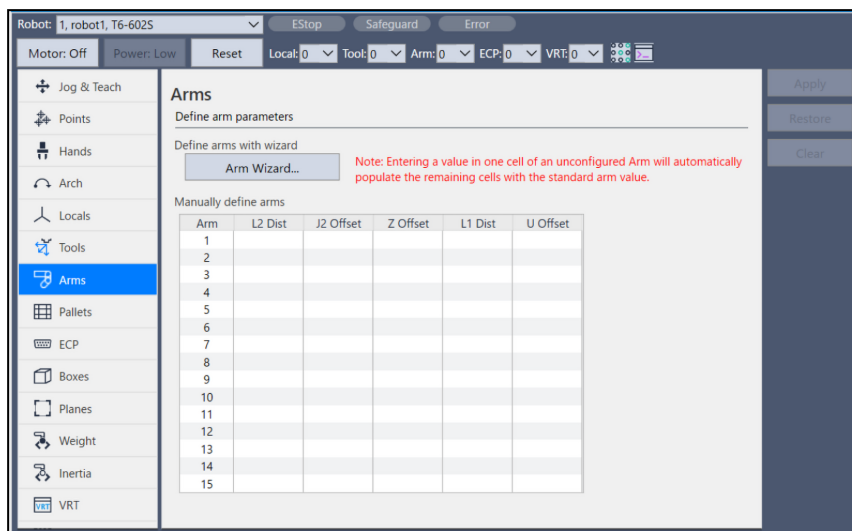 Robot: 1, robot1, T6-602S EStop Safeguard Error
Motor: Off Power: Low Reset Local: 0 Tool: 0 Arm: 0 ECP: 0 VRT: 0
Jog & Teach
Points
Hands
Arch
Locals
Tools
Arms
Pallets
ECP
Boxes
Planes
Weight
Inertia
VRT
VRT
Arms
Define arm parameters
Define arms with wizard
Arm Wizard...
Note: Entering a value in one cell of an unconfigured Arm will automatically
populate the remaining cells with the standard arm value.
Manually define arms
Arm L2 Dist J2 Offset Z Offset L1 Dist U Offset
1
2
3
4
5
6
7
8
9
10
11
12
13
14
15
Apply
Restore
Clear